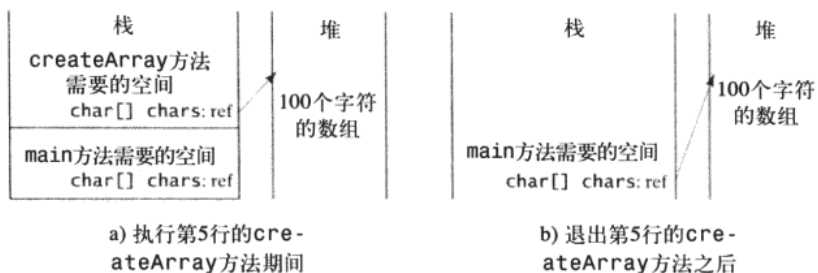 栈
堆
createArray方法
需要的空间
char[] chars: ref
100个字符
的数组
main方法需要的空间
char[] chars: ref
a) 执行第5行的cre-
ateArray方法期间
栈
堆
100个字符
的数组
main方法需要的空间
char[] chars: ref
b) 退出第5行的cre-
ateArray方法之后